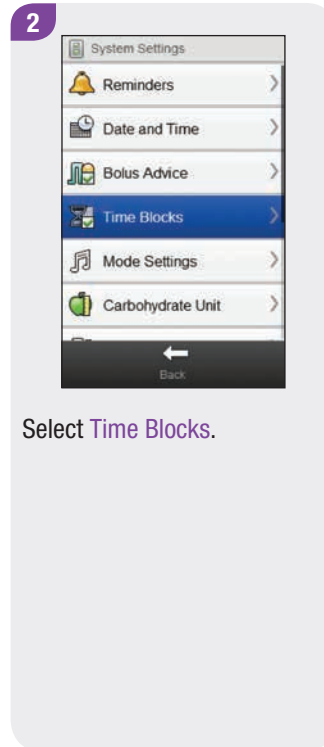 2
System Settings
Reminders
Date and Time
Bolus Advice
Time Blocks
Mode Settings
Carbohydrate Unit
Back
Select Time Blocks.